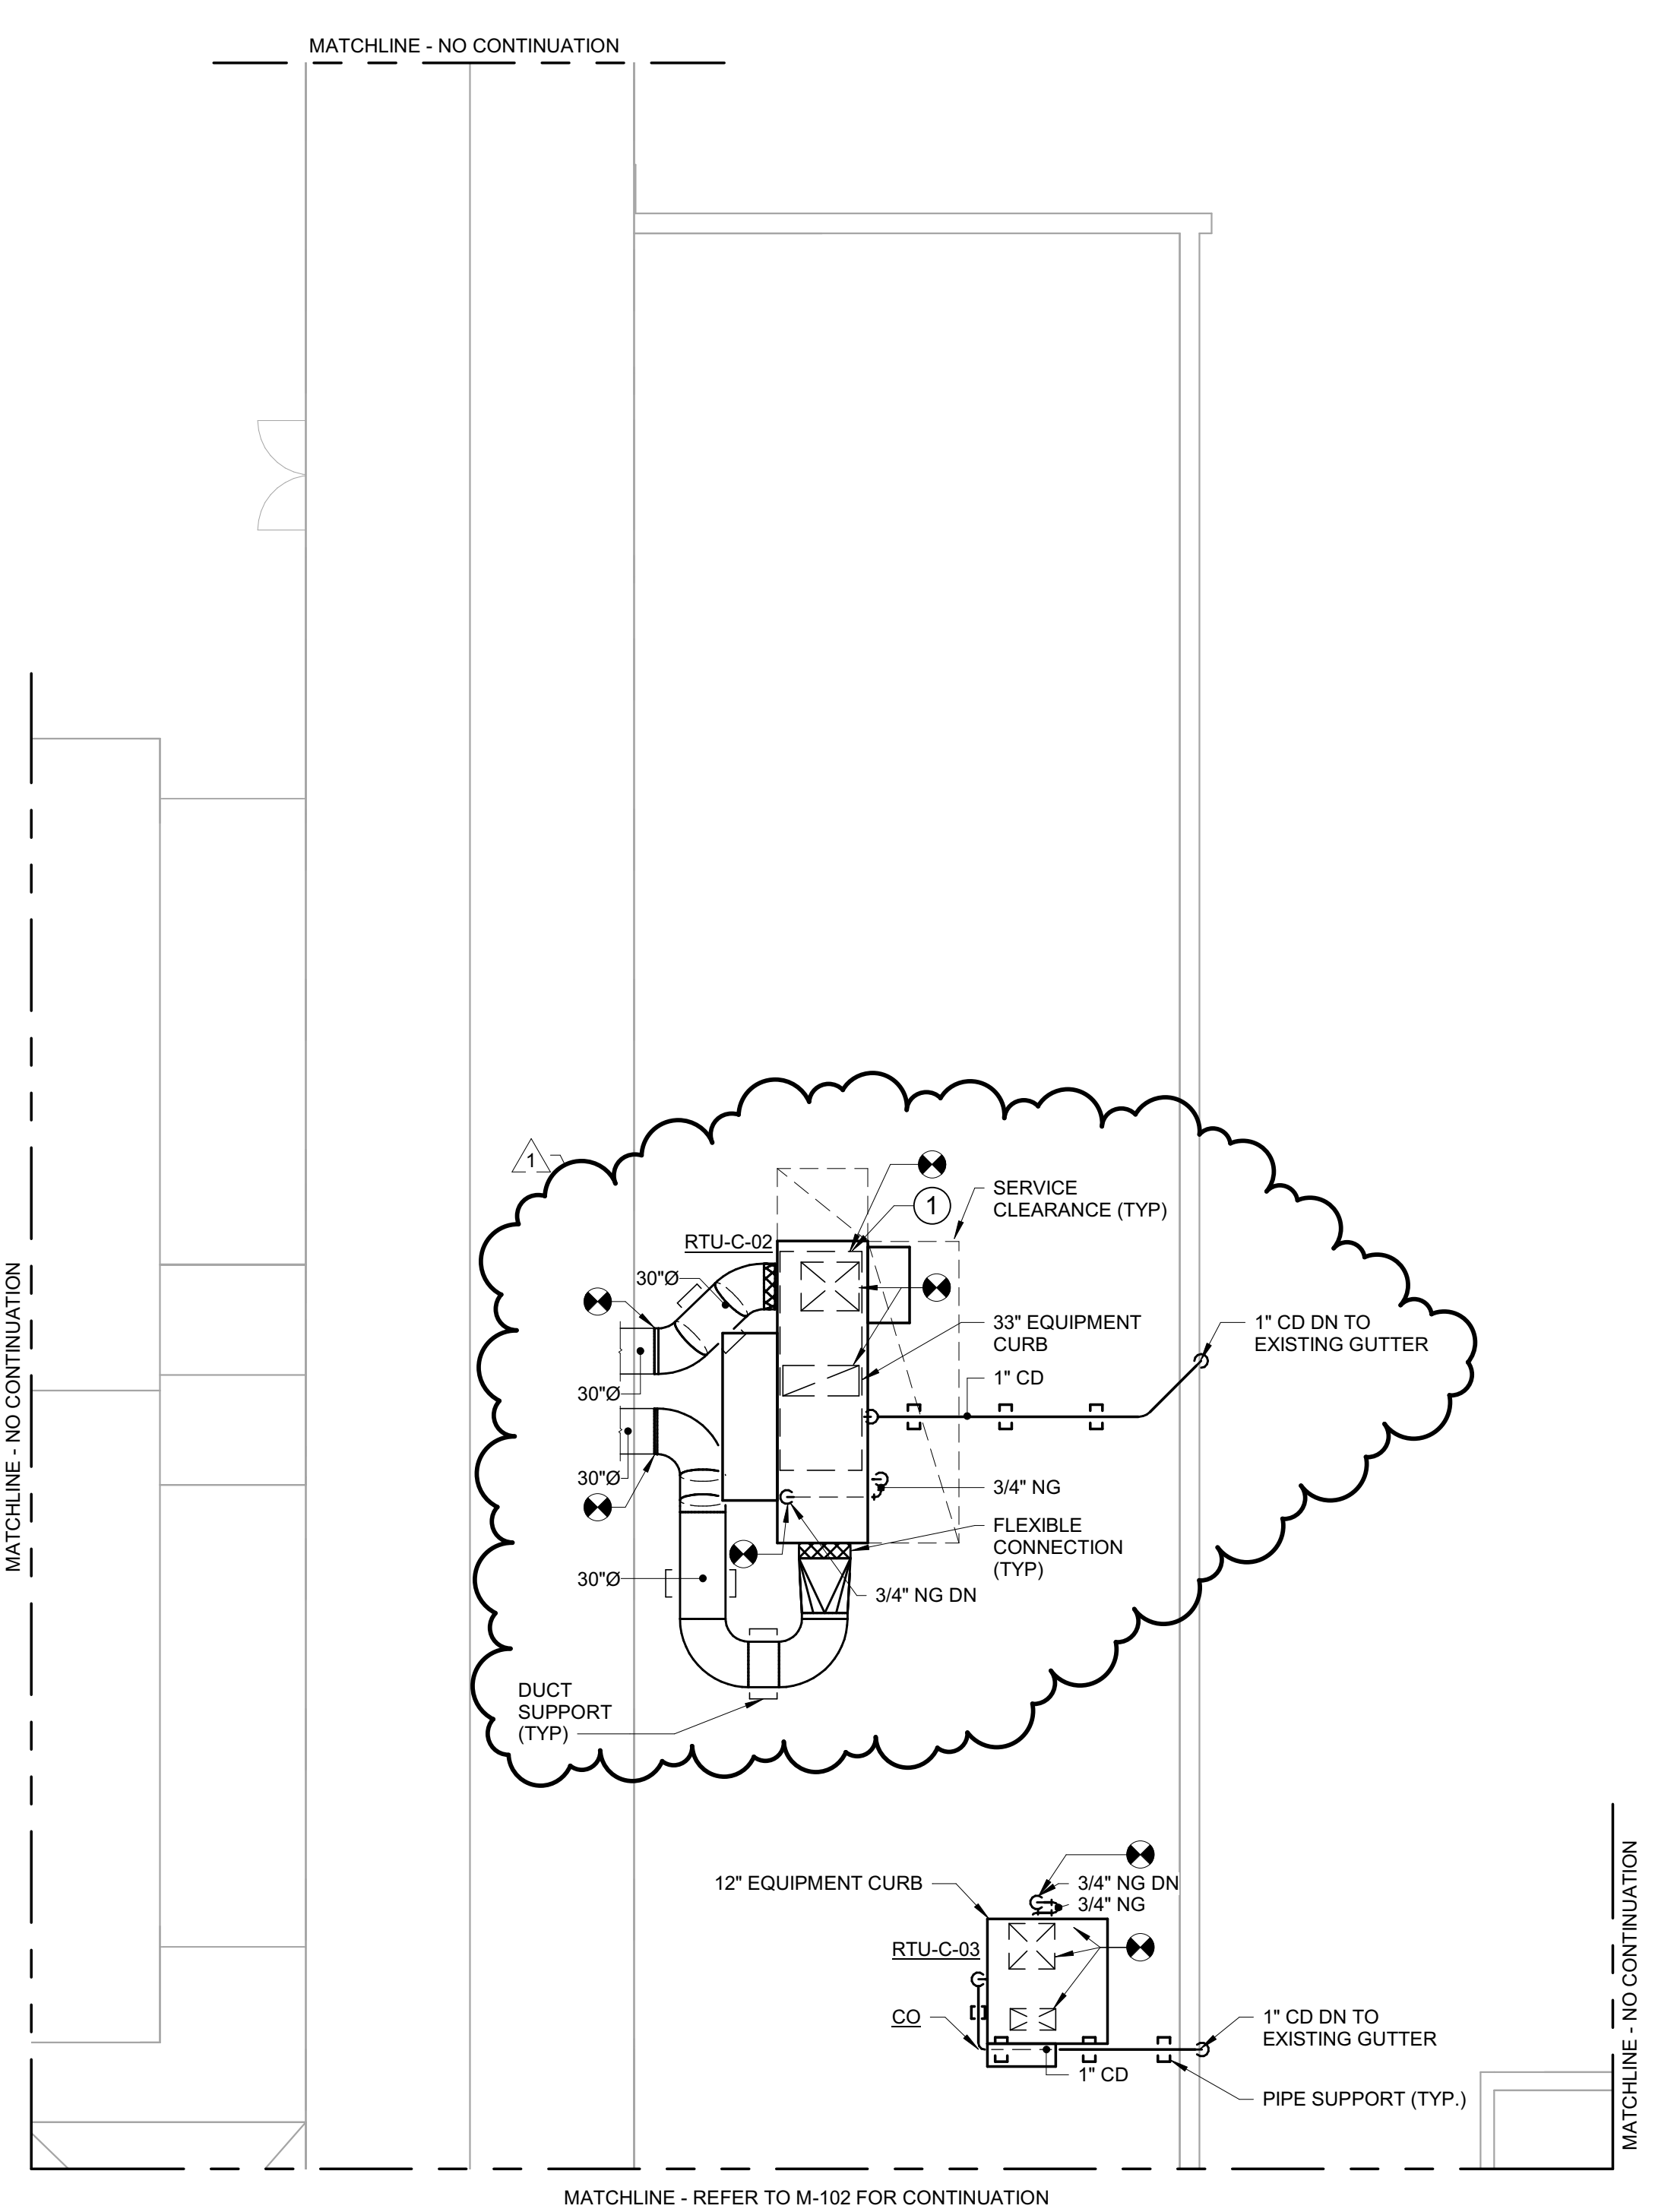 MATCHLINE - NO CONTINUATION
MATCHLINE - NO CONTINUATION
1
1
SERVICE
CLEARANCE (TYP)
RTU-C-02
30"Ø
33" EQUIPMENT
CURB
1" CD DN TO
EXISTING GUTTER
1" CD
30"Ø
30"Ø
3/4" NG
FLEXIBLE
CONNECTION
(TYP)
30"Ø
3/4" NG DN
DUCT
SUPPORT
(TYP)
12" EQUIPMENT CURB
3/4" NG DN
3/4" NG
RTU-C-03
CO
1" CD DN TO
EXISTING GUTTER
1" CD
PIPE SUPPORT (TYP.)
MATCHLINE - NO CONTINUATION
MATCHLINE - REFER TO M-102 FOR CONTINUATION